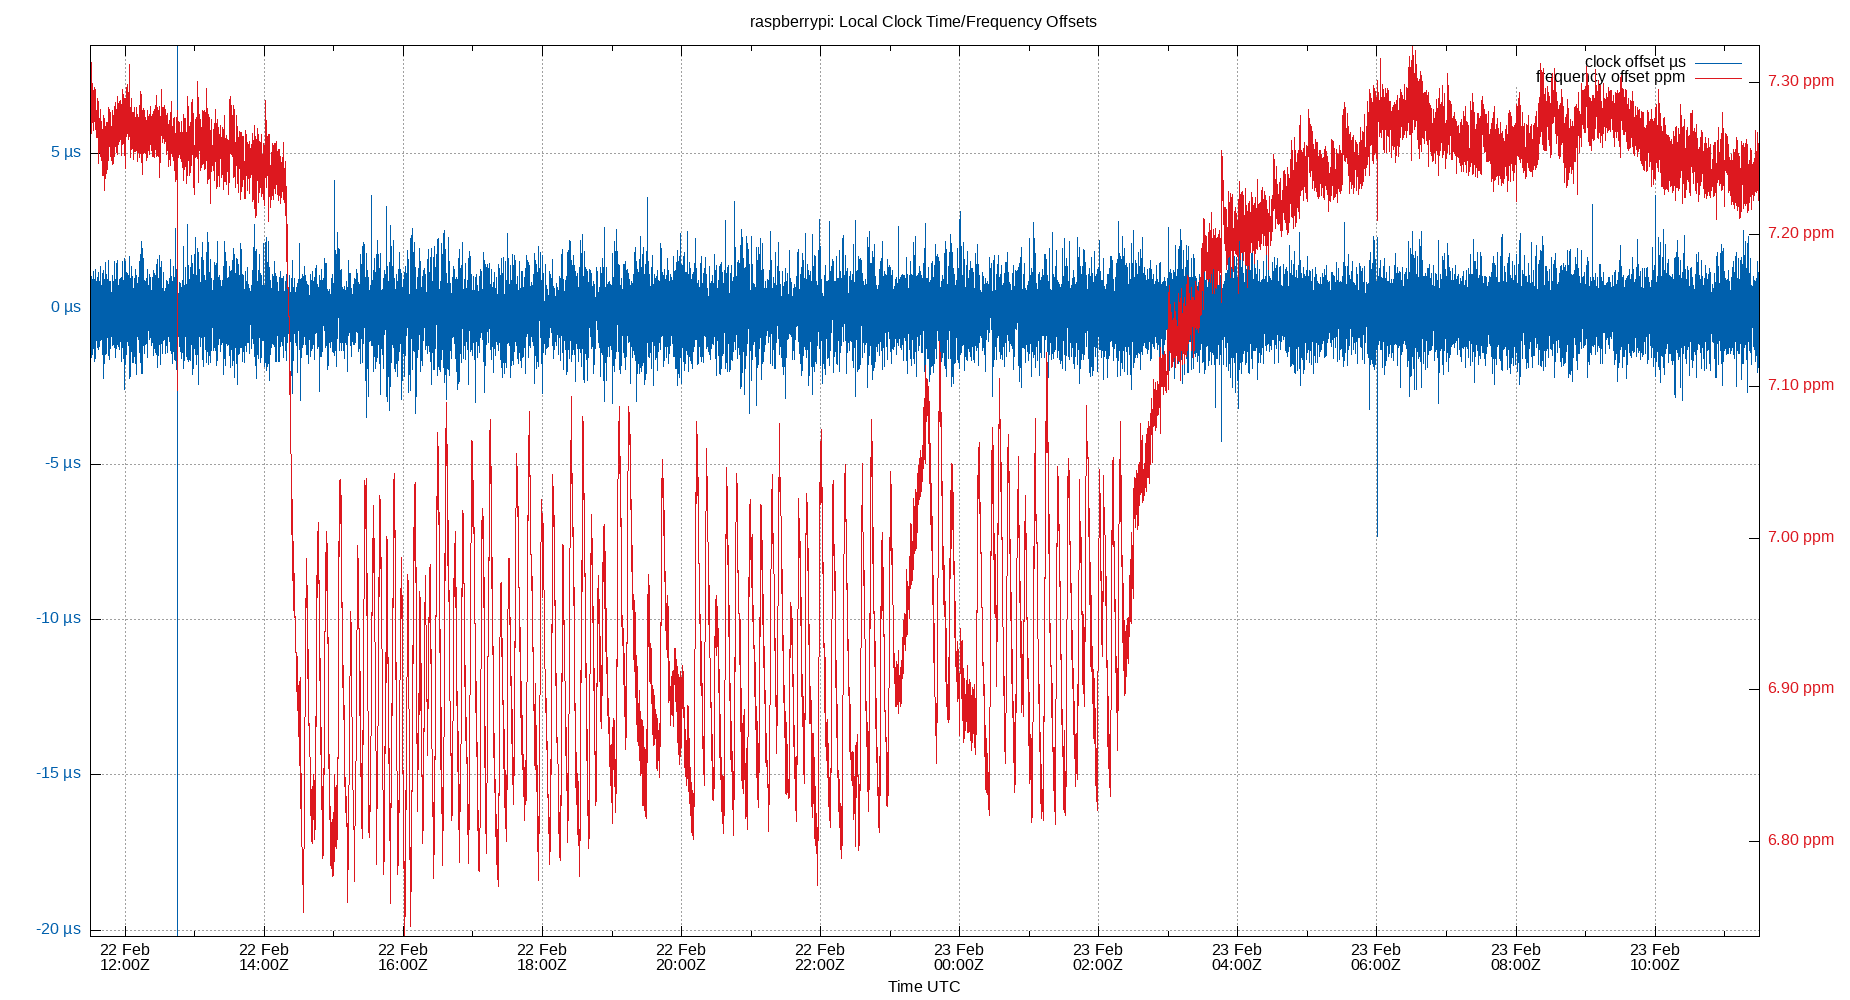 raspberrypi: Local Clock Time/Frequency Offsets
clock offset µs
frequency offset ppm
5 µs
0 µs
-5 µs
-10 µs
-15 µs
-20 µs
7.30 ppm
7.20 ppm
7.10 ppm
7.00 ppm
6.90 ppm
6.80 ppm
22 Feb 22 Feb 22 Feb 22 Feb 22 Feb 22 Feb 23 Feb 23 Feb 23 Feb 23 Feb 23 Feb 23 Feb
12:00Z 14:00Z 16:00Z 18:00Z 20:00Z 22:00Z 00:00Z 02:00Z 04:00Z 06:00Z 08:00Z 10:00Z
Time UTC